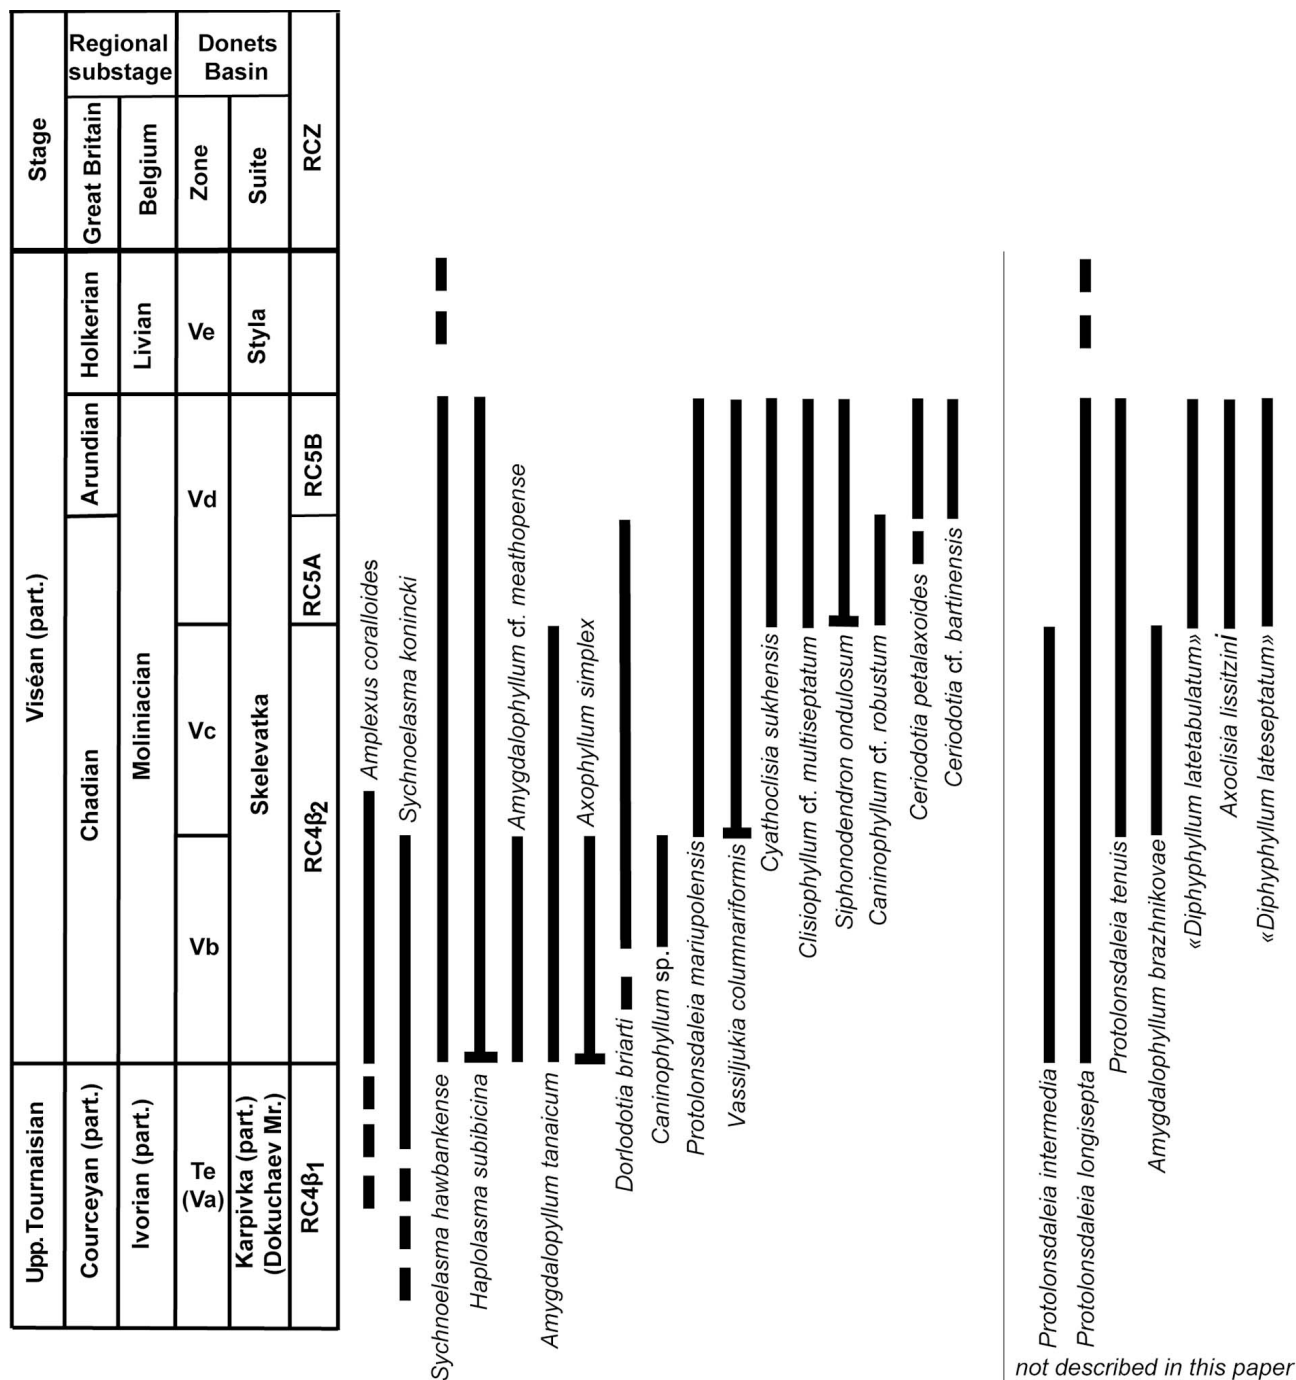 Stage
Regional
substage
Donets
Basin
RCZ
Great Britain
Belgium
Zone
Suite
Viséan (part.)
Holkerian
Livian
Ve
Styla
Arundian
Chadian
Moliniacian
Vd
Vc
Vb
Skelevatka
RC5B
RC5A
RC4β2
Upp. Tournaisian
Courceyan (part.)
Ivorian (part.)
Te
(Va)
Karpivka (part.)
(Dokuchaev Mr.)
RC4β1
Amplexus coralloides
Sychnoelasma konincki
Sychnoelasma hawbankense
Haplolasma subibicina
Amygdalophyllum cf. meathopense
Amygdalopyllum tanaicum
Axophyllum simplex
Dorlodotia briarti
Caninophyllum sp.
Protolonsdaleia mariupolensis
Vassiljukia columnariformis
Cyathoclisia sukhensis
Clisiophyllum cf. multiseptatum
Siphonodendron ondulosum
Caninophyllum cf. robustum
Ceriodotia petalaxoides
Ceriodotia cf. bartinensis
Protolonsdaleia intermedia
Protolonsdaleia longisepta
Protolonsdaleia tenuis
Amygdalophyllum brazhnikovae
«Diphyphyllum latetabulatum»
Axoclisia lissitzini
«Diphyphyllum lateseptatum»
not described in this paper